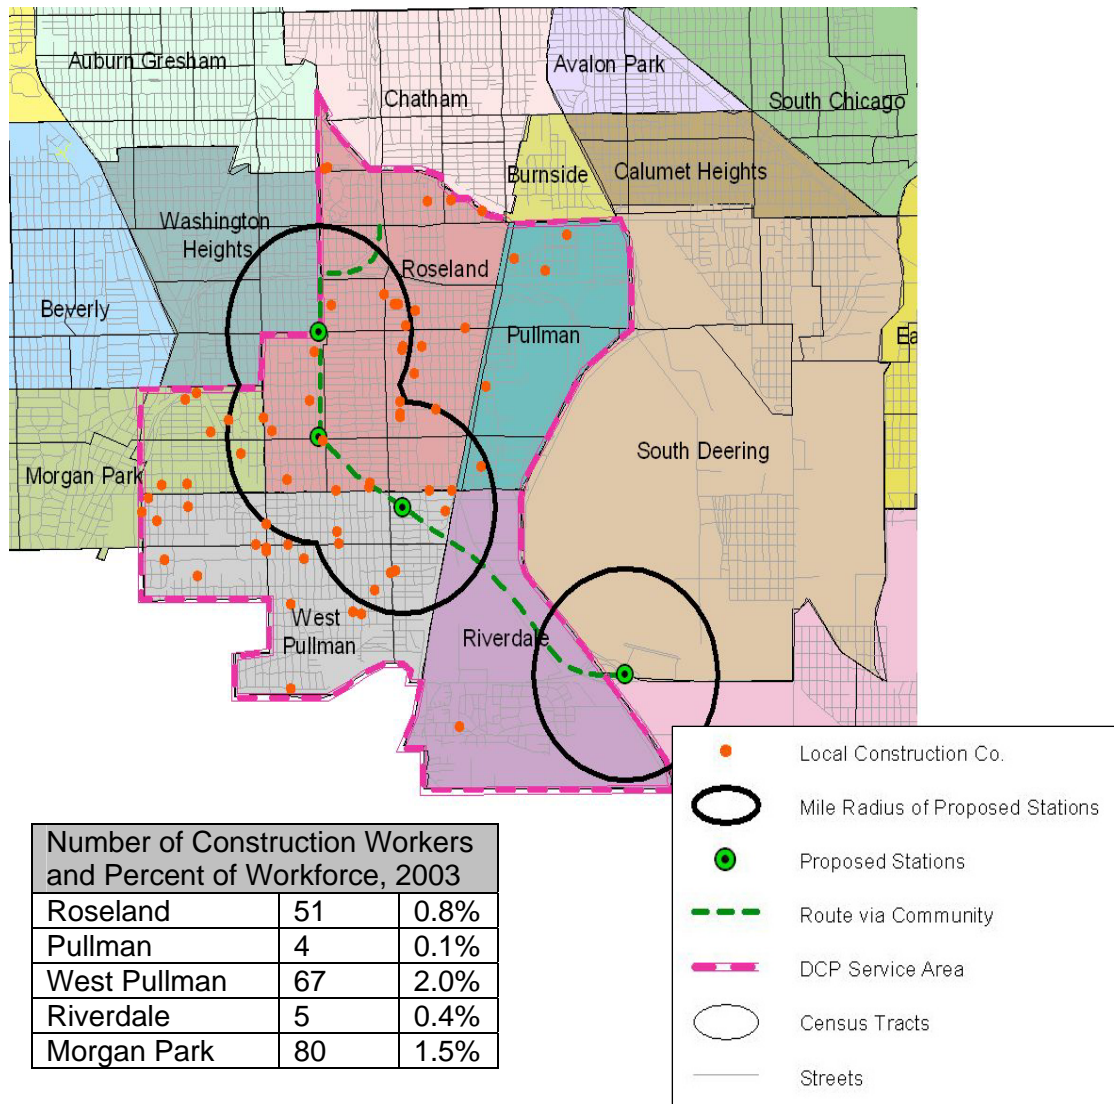 Auburn Gresham
Avalon Park
Chatham
South Chicago
Burnside
Calumet Heights
Washington
Heights
Roseland
Beverly
Pullman
Ea
South Deering
Morgan Park
West
Pullman
Riverdale
Local Construction Co.
Mile Radius of Proposed Stations
Proposed Stations
Route via Community
DCP Service Area
Census Tracts
Streets
Number of Construction Workers
and Percent of Workforce, 2003
Roseland 51 0.8%
Pullman 4 0.1%
West Pullman 67 2.0%
Riverdale 5 0.4%
Morgan Park 80 1.5%